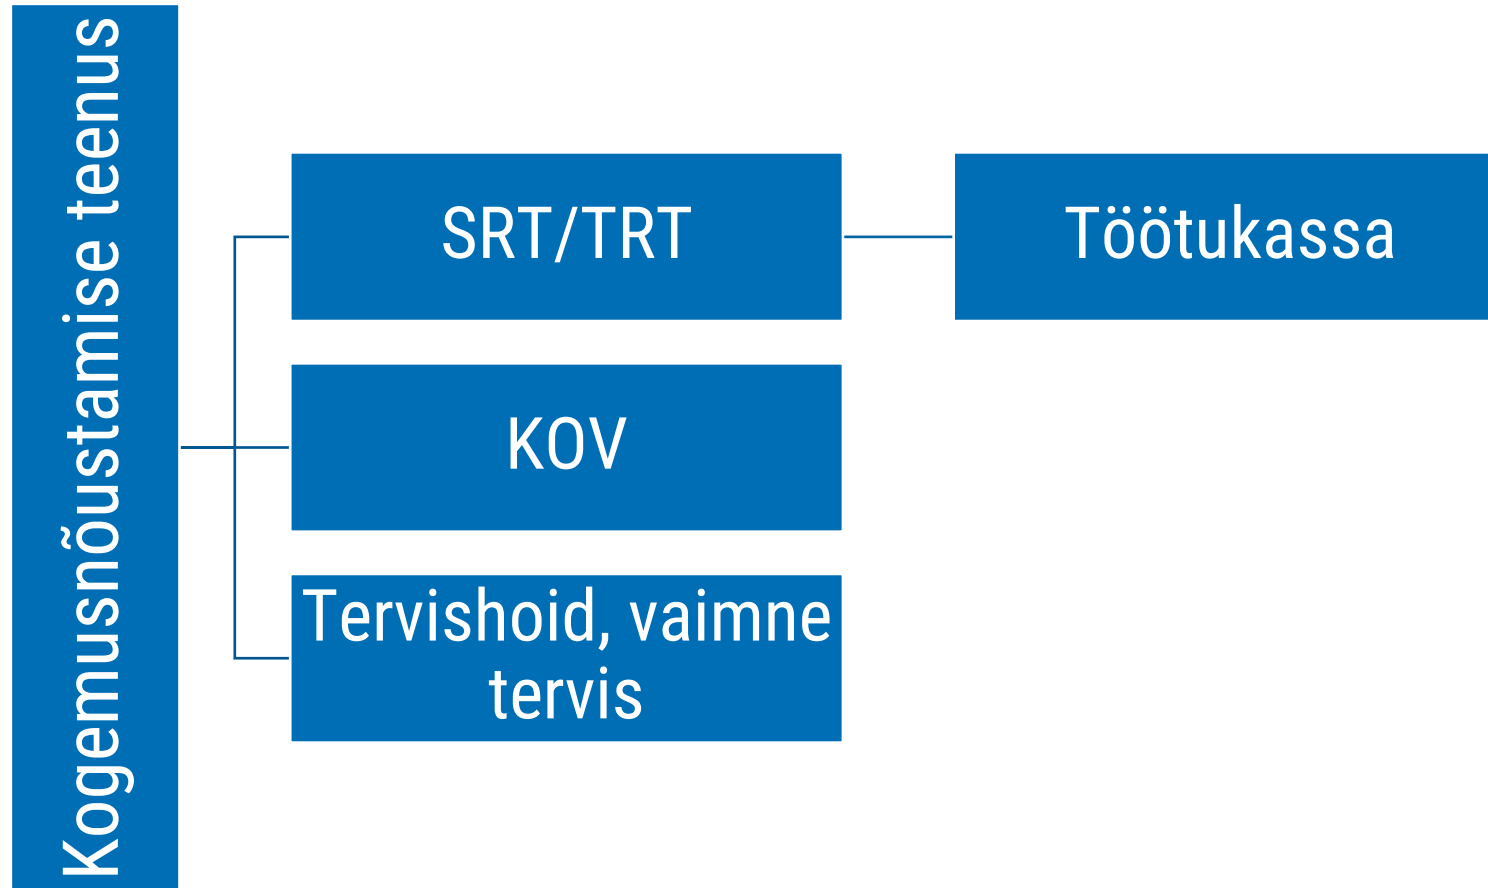 Kogemusnõustamise teenus
SRT/TRT
Töötukassa
KOV
Tervishoid, vaimne
tervis